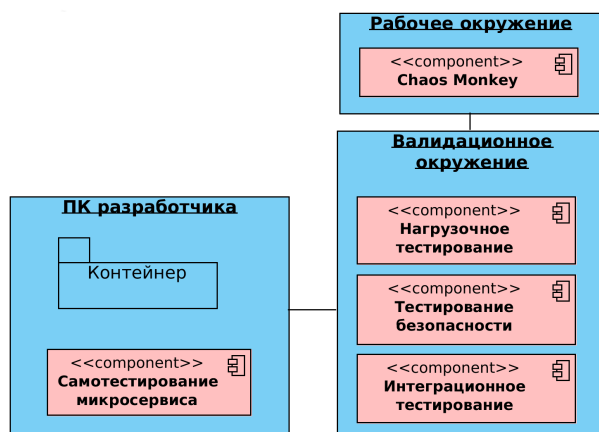 Рабочее окружение
<<component>>
Chaos Monkey
Валидационное
окружение
<<component>>
Нагрузочное
тестирование
<<component>>
Тестирование
безопасности
<<component>>
Интеграционное
тестирование
ПК разработчика
Контейнер
<<component>>
Самотестирование
микросервиса